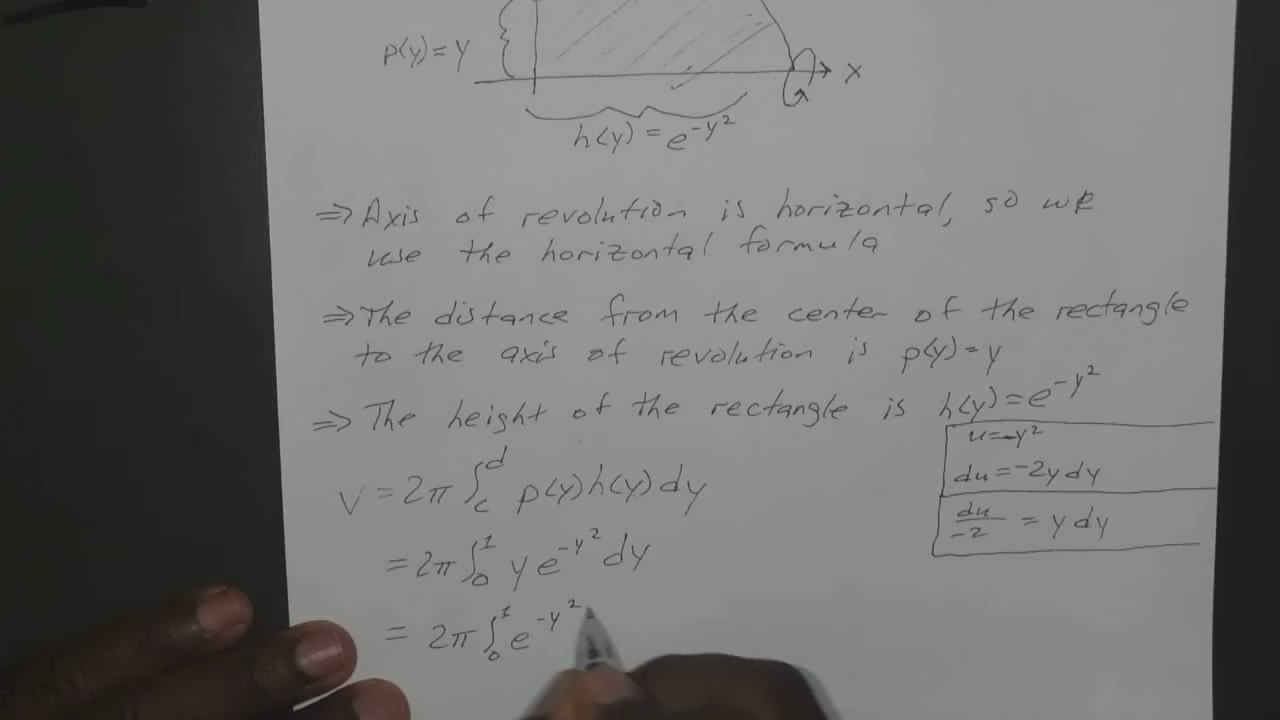 p(y) = y
x
h(y) = e^{-y^2}
⇒ Axis of revolution is horizontal, so we
use the horizontal formula
⇒ The distance from the center of the rectangle
to the axis of revolution is p(y) = y
⇒ The height of the rectangle is h(y) = e^{-y^2}
u = -y^2
du = -2y dy
du/-2 = y dy
V = 2π ∫_c^d p(y)h(y) dy
= 2π ∫_0^1 y e^{-y^2} dy
= 2π ∫_0^1 e^{-y^2}